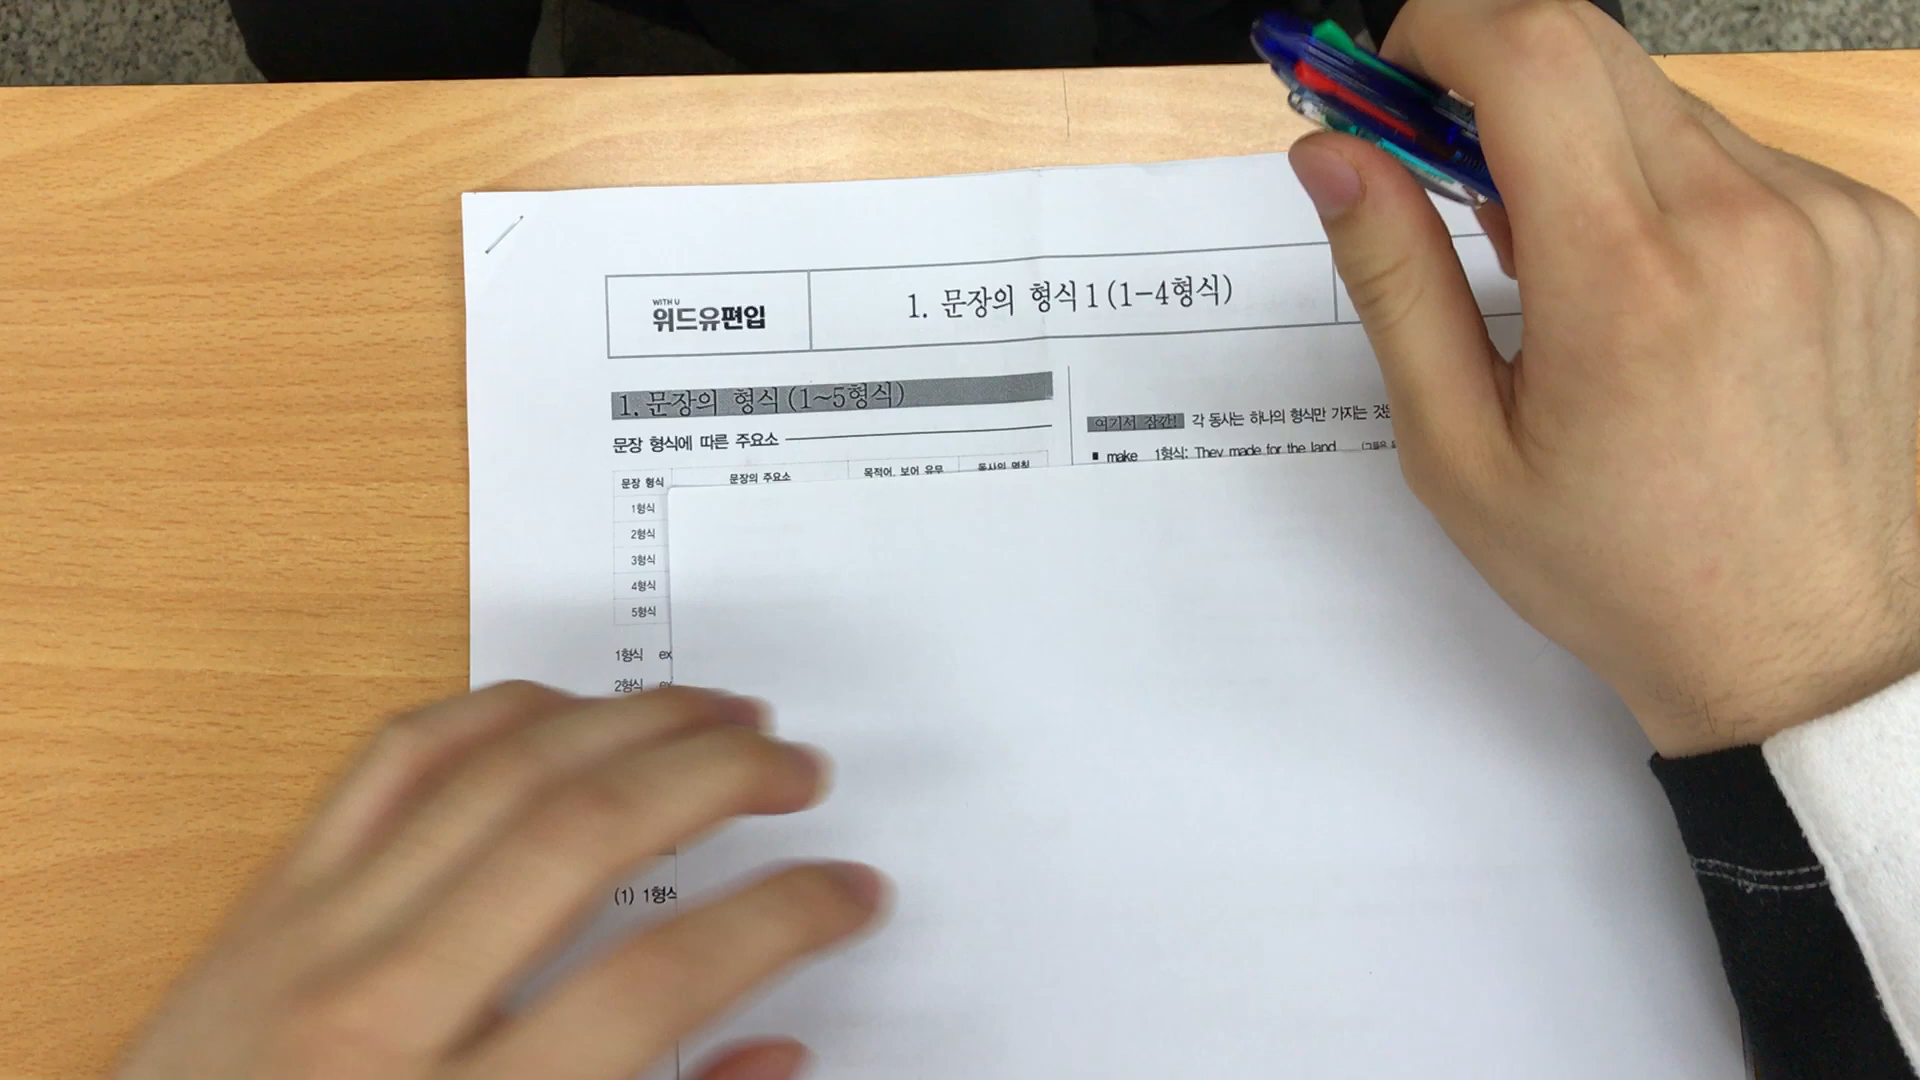 WITH U
위드유편입
1. 문장의 형식 1 (1-4형식)
1. 문장의 형식 (1~5형식)
문장 형식에 따른 주요소
문장 형식 문장의 주요소 목적어, 보어 유무 동사의 명칭
1형식
2형식
3형식
4형식
5형식
1형식 ex
2형식 ex
(1) 1형식
여기서 잠깐! 각 동사는 하나의 형식만 가지는
■ make 1형식: They made for the land